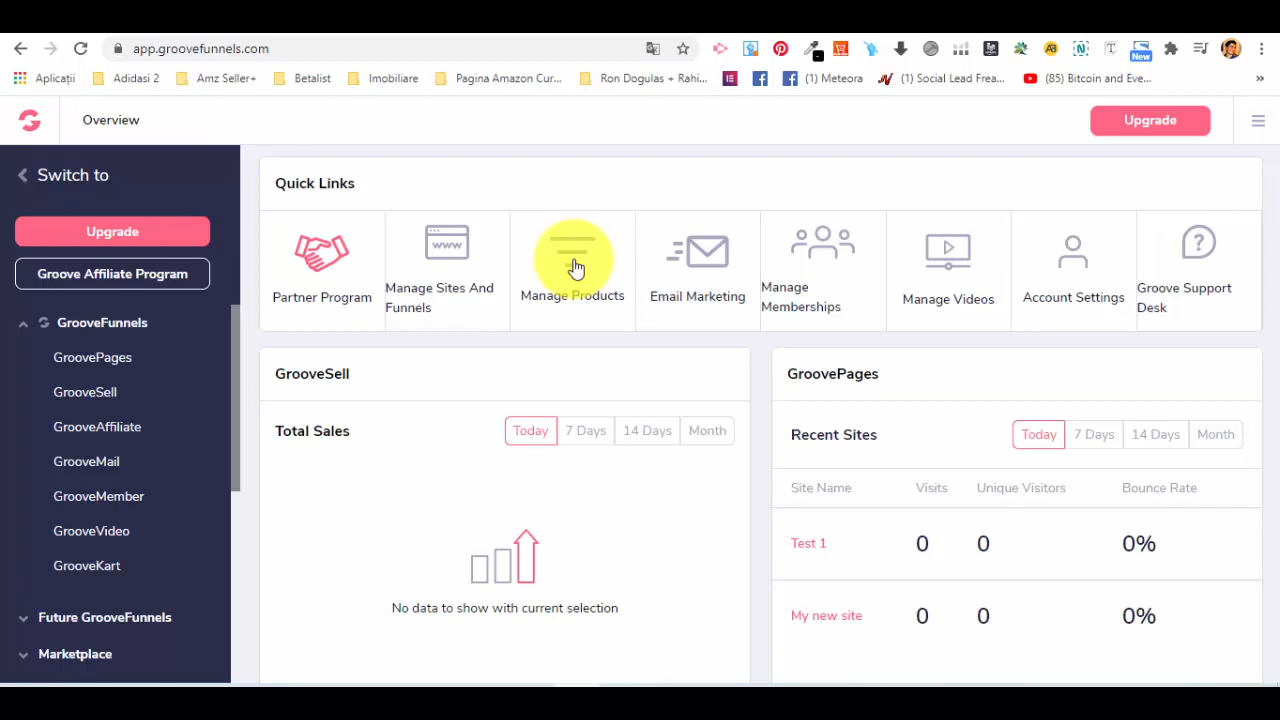 app.groovefunnels.com
New
Aplicații
Adidasi 2
Amz Seller+
Betalist
Imobiliare
Pagina Amazon Cur...
Ron Dogulas + Rahi...
(1) Meteora
(1) Social Lead Frea...
(85) Bitcoin and Eve...
»
Overview
Upgrade
Switch to
Upgrade
Groove Affiliate Program
GrooveFunnels
GroovePages
GrooveSell
GrooveAffiliate
GrooveMail
GrooveMember
GrooveVideo
GrooveKart
Future GrooveFunnels
Marketplace
Quick Links
Partner Program
www
Manage Sites And
Funnels
Manage Products
Email Marketing
Manage
Memberships
Manage Videos
Account Settings
Groove Support
Desk
GrooveSell
Total Sales
Today
7 Days
14 Days
Month
No data to show with current selection
GroovePages
Recent Sites
Today
7 Days
14 Days
Month
Site Name Visits Unique Visitors Bounce Rate
Test 1 0 0 0%
My new site 0 0 0%